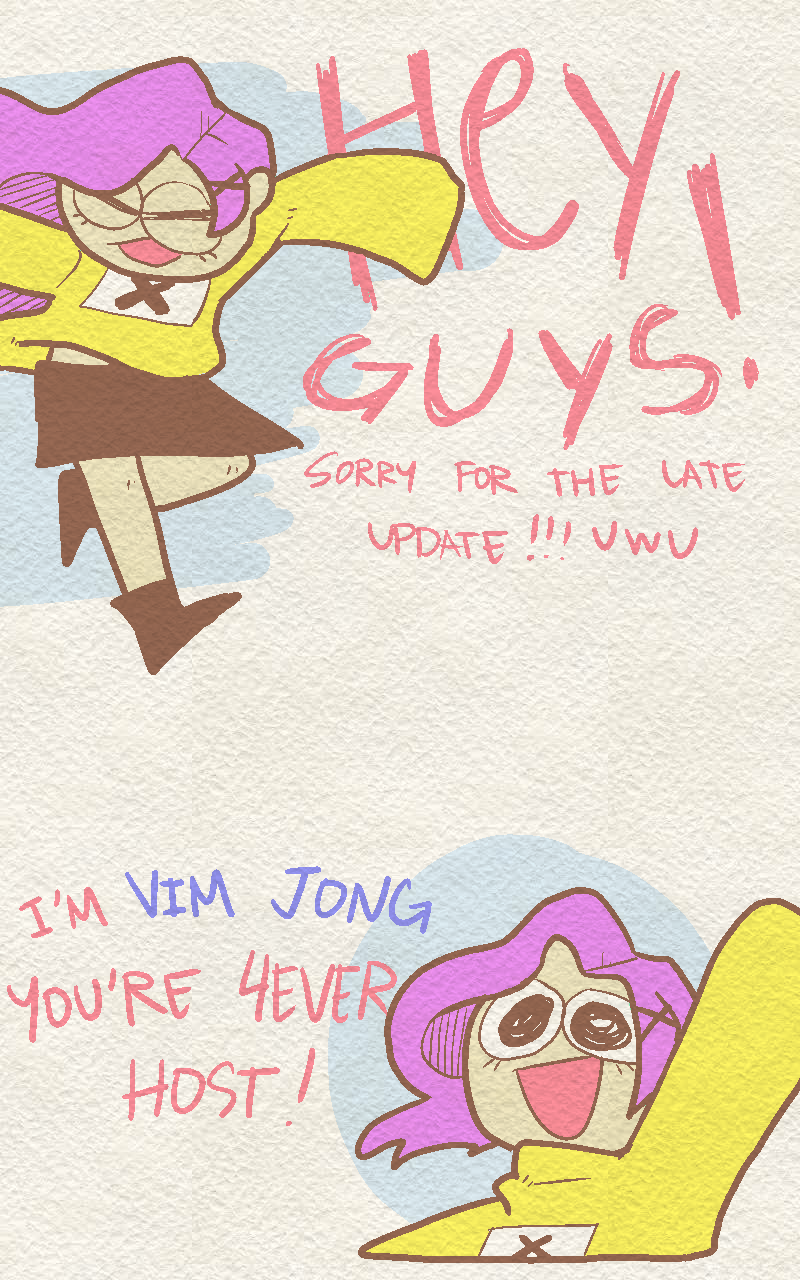 Hey,
GUYS!
SORRY FOR THE LATE
UPDATE!!! UWU
I'M VIM JONG
YOU'RE 4EVER
HOST!